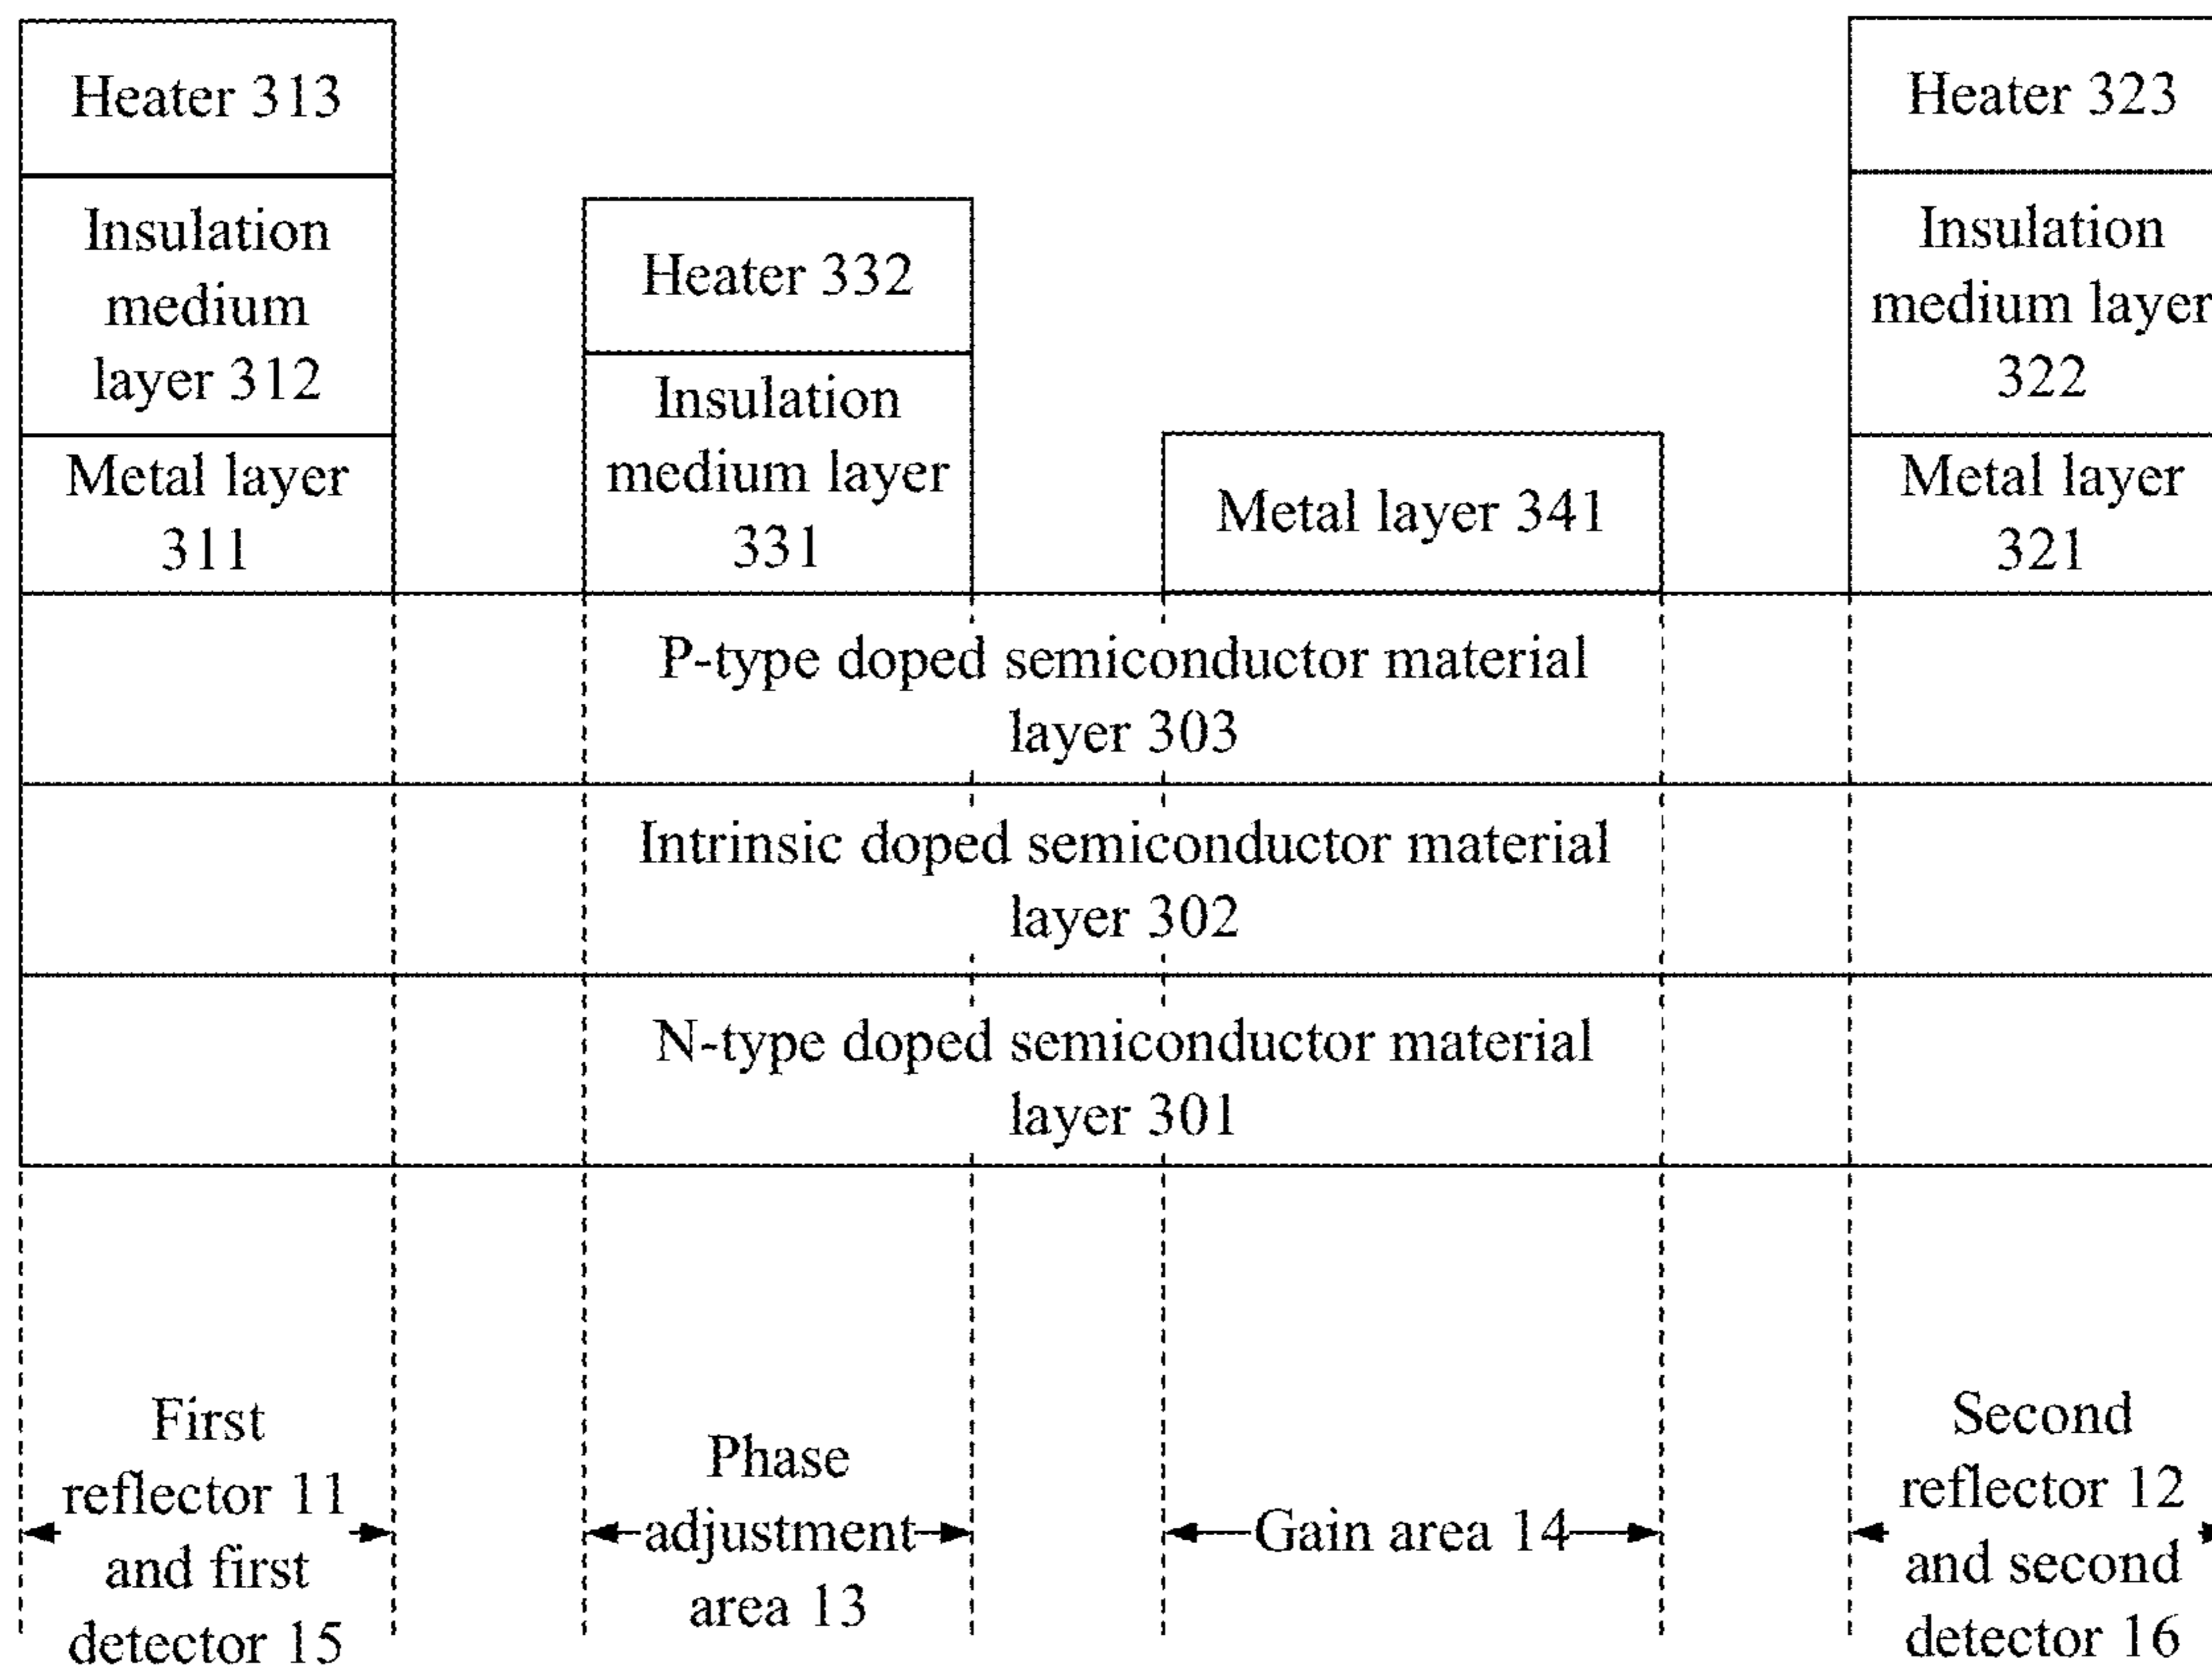 Heater 313
Insulation
medium
layer 312
Metal layer
311
Heater 332
Insulation
medium layer
331
Metal layer 341
Heater 323
Insulation
medium layer
322
Metal layer
321
P-type doped semiconductor material
layer 303
Intrinsic doped semiconductor material
layer 302
N-type doped semiconductor material
layer 301
First
reflector 11
and first
detector 15
Phase
adjustment
area 13
Gain area 14
Second
reflector 12
and second
detector 16